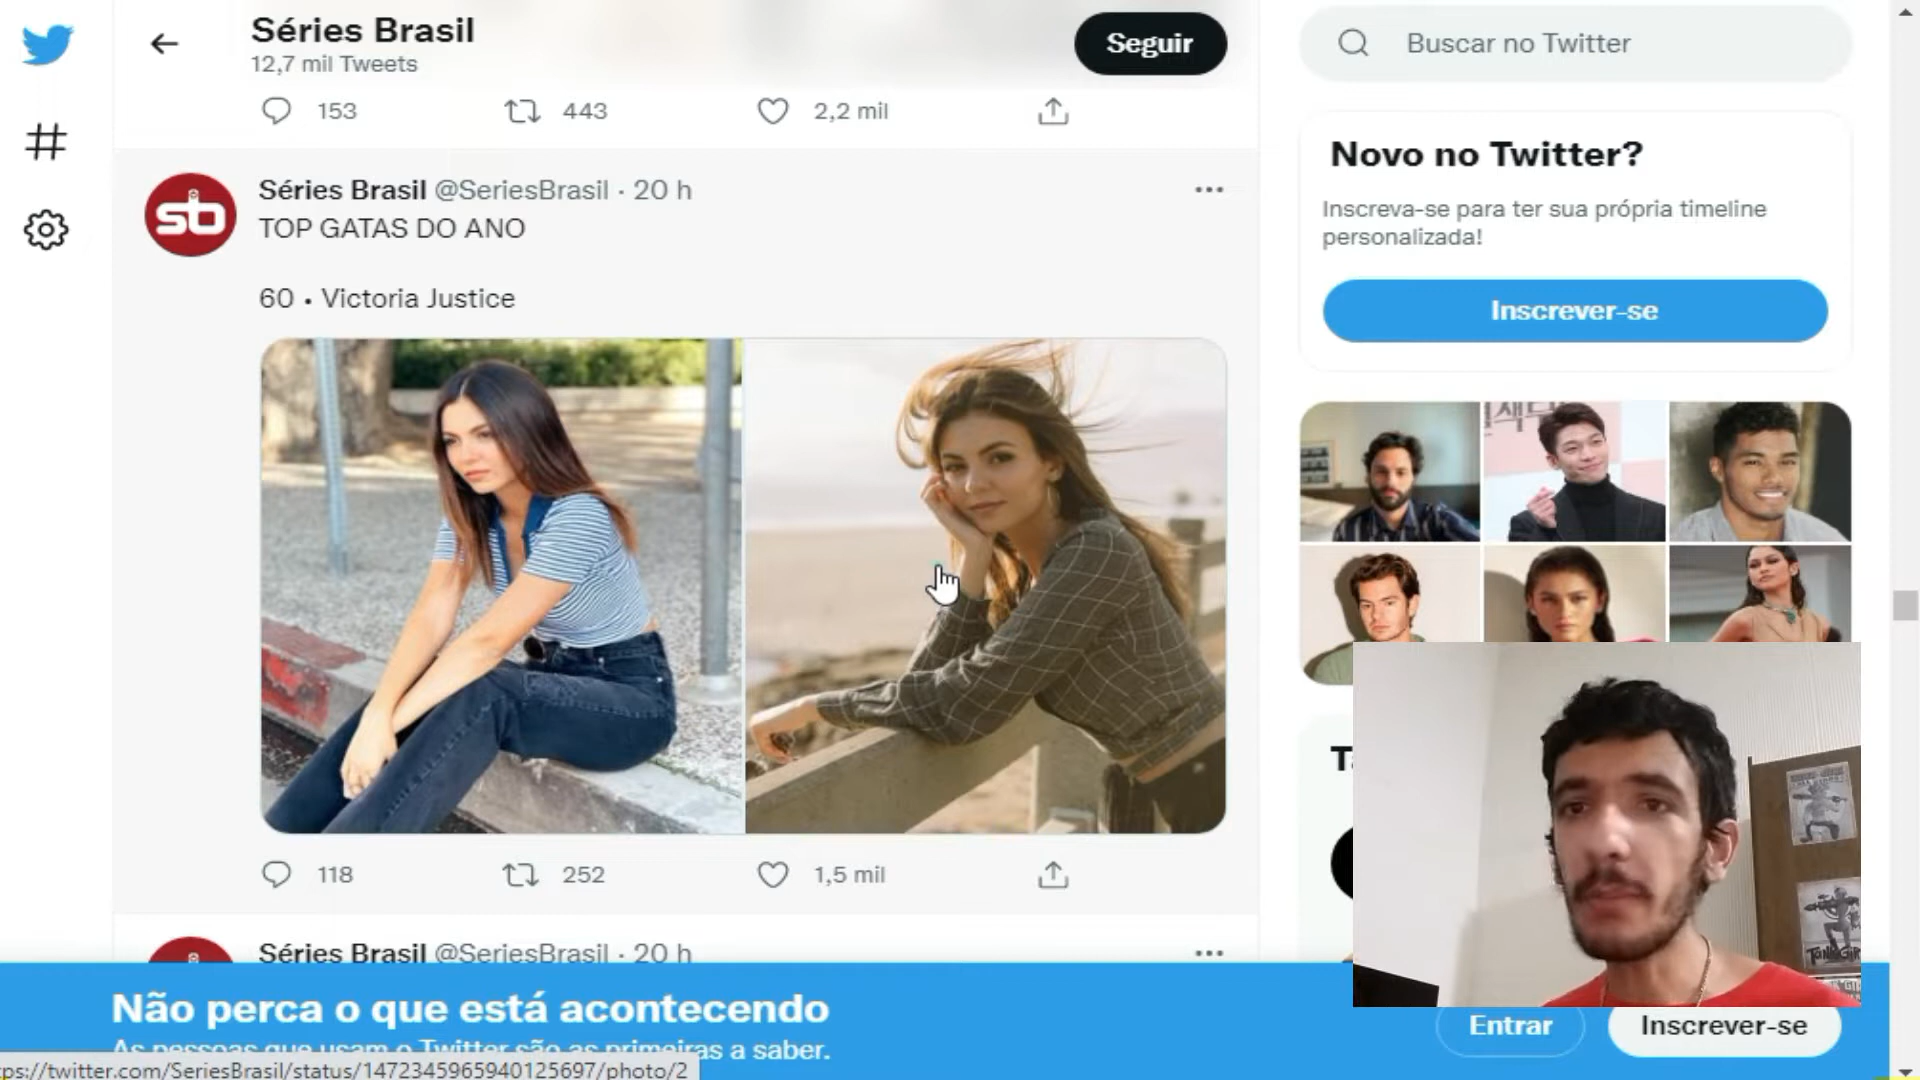 Séries Brasil
12,7 mil Tweets
Seguir
Buscar no Twitter
153
443
2,2 mil
Séries Brasil @SeriesBrasil · 20 h
TOP GATAS DO ANO
60 • Victoria Justice
sb
118
252
1,5 mil
Séries Brasil @SeriesBrasil · 20 h
Novo no Twitter?
Inscreva-se para ter sua própria timeline
personalizada!
Inscrever-se
Não perca o que está acontecendo
As pessoas que usam o Twitter são as primeiras a saber.
Entrar
Inscrever-se
tps://twitter.com/SeriesBrasil/status/1472345965940125697/photo/2